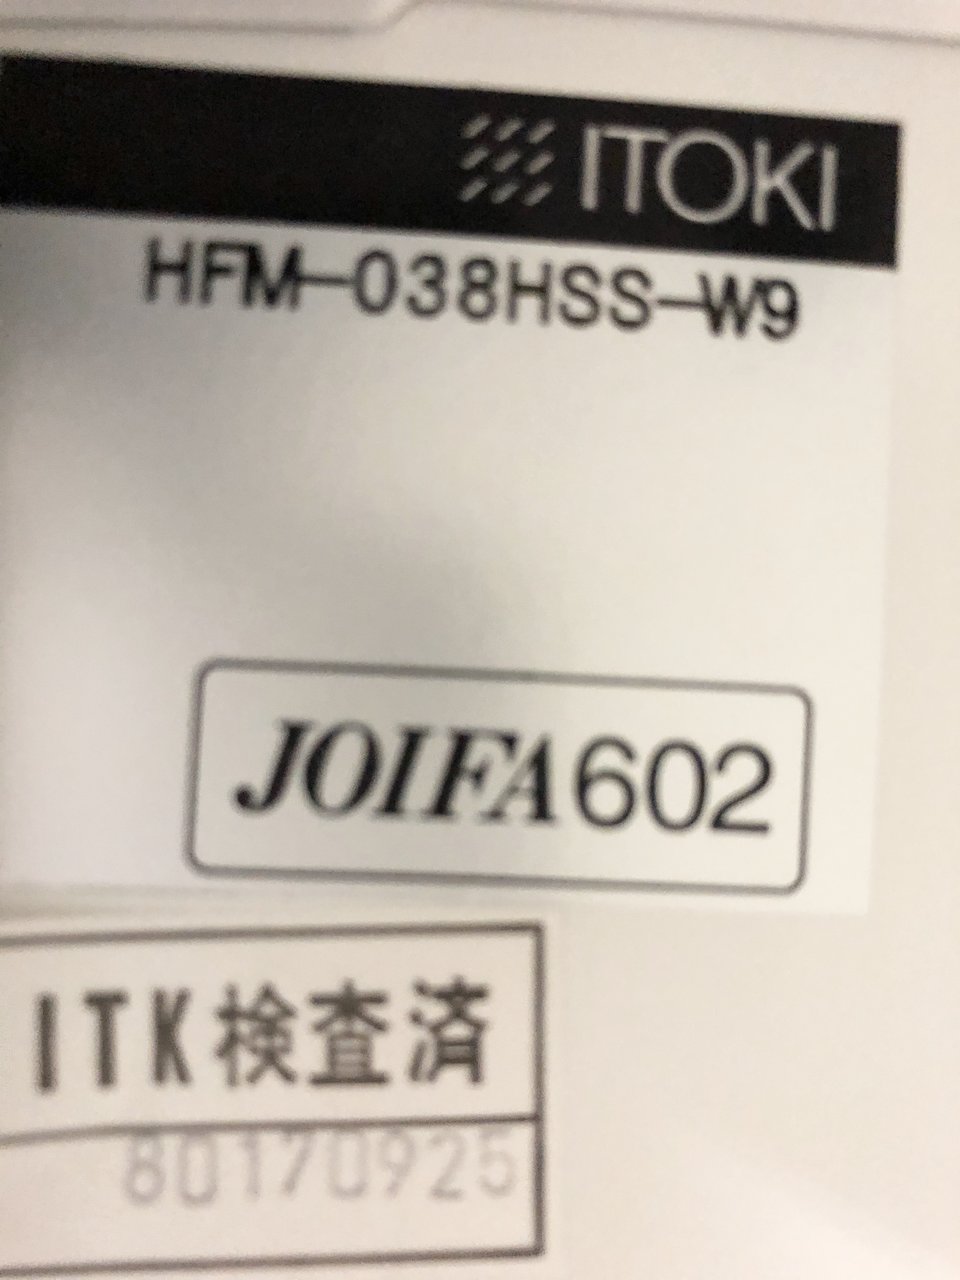 ITOKI
HFM-038HSS-W9
JOIFA602
ITK検査済
80170925